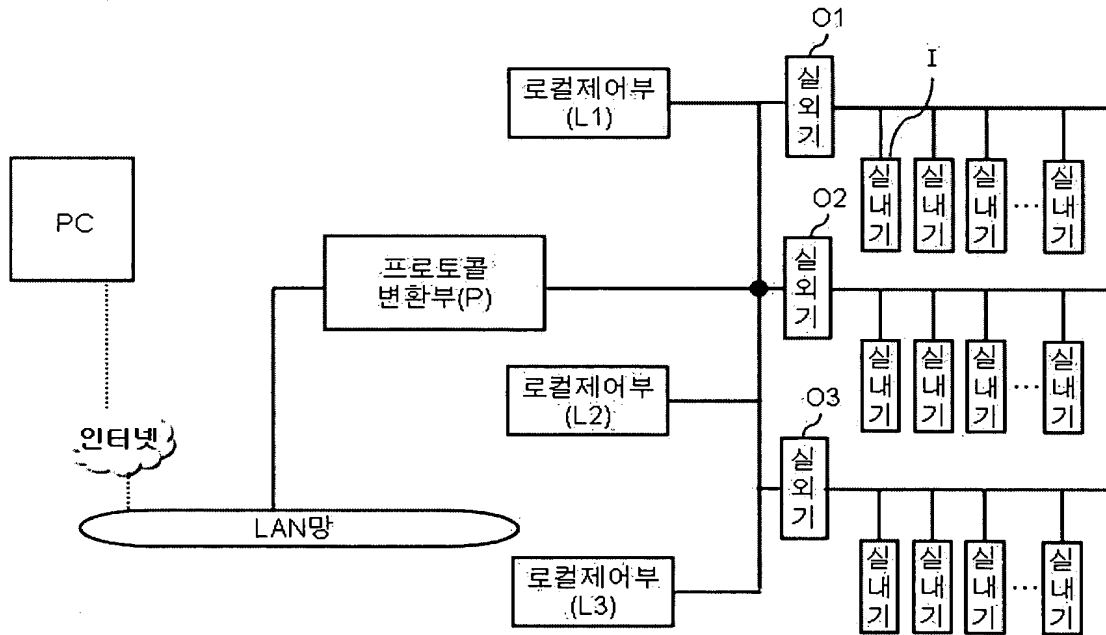 O1
I
로컬제어부
(L1)
실외기
실내기
실내기
실내기
...
실내기
PC
O2
프로토콜
변환부(P)
실외기
실내기
실내기
실내기
...
실내기
로컬제어부
(L2)
O3
인터넷
실외기
LAN망
실내기
실내기
실내기
...
실내기
로컬제어부
(L3)